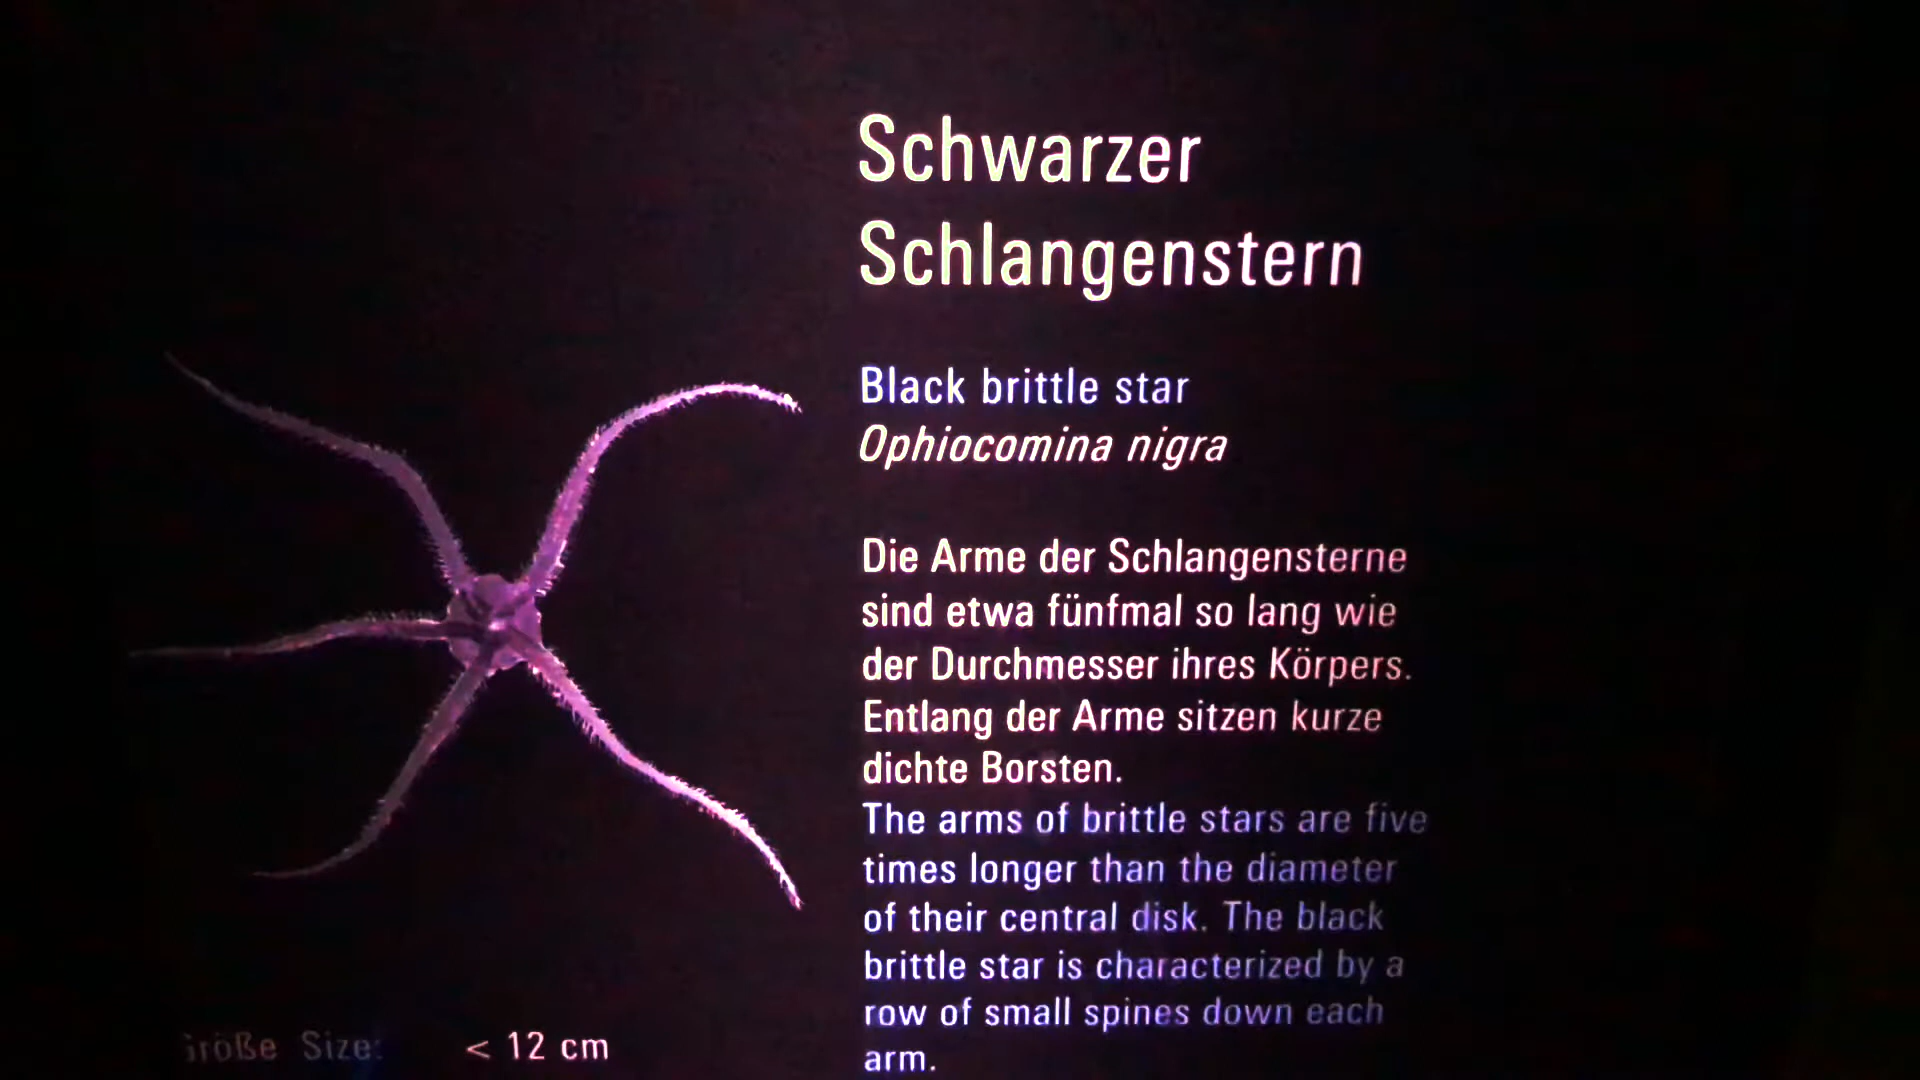 Schwarzer
Schlangenstern
Black brittle star
Ophiocomina nigra
Die Arme der Schlangensterne
sind etwa fünfmal so lang wie
der Durchmesser ihres Körpers.
Entlang der Arme sitzen kurze
dichte Borsten.
The arms of brittle stars are five
times longer than the diameter
of their central disk. The black
brittle star is characterized by a
row of small spines down each
arm.
Größe Size: < 12 cm